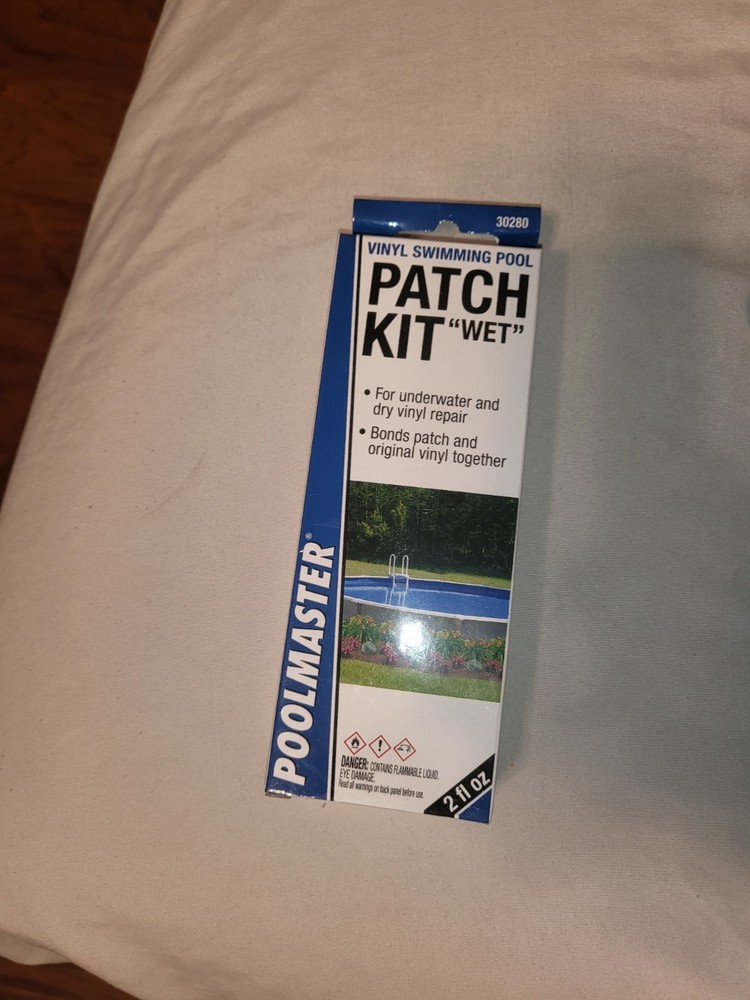 30280
VINYL SWIMMING POOL
PATCH
KIT "WET"
• For underwater and
dry vinyl repair
• Bonds patch and
original vinyl together
POOLMASTER®
DANGER: CONTAINS FLAMMABLE LIQUID.
EYE DAMAGE.
Read all warnings on back panel before use.
2 fl oz